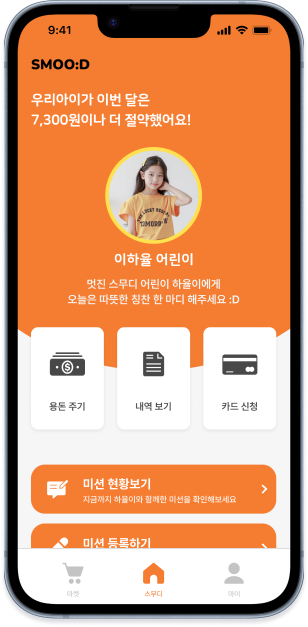 9:41
SMOO:D
우리아이가 이번 달은
7,300원이나 더 절약했어요!
이하율 어린이
멋진 스무디 어린이 하율이에게
오늘은 따뜻한 칭찬 한 마디 해주세요 :D
용돈 주기
내역 보기
카드 신청
미션 현황보기
지금까지 하율이와 함께한 미션을 확인해보세요
미션 등록하기
마켓
스무디
마이